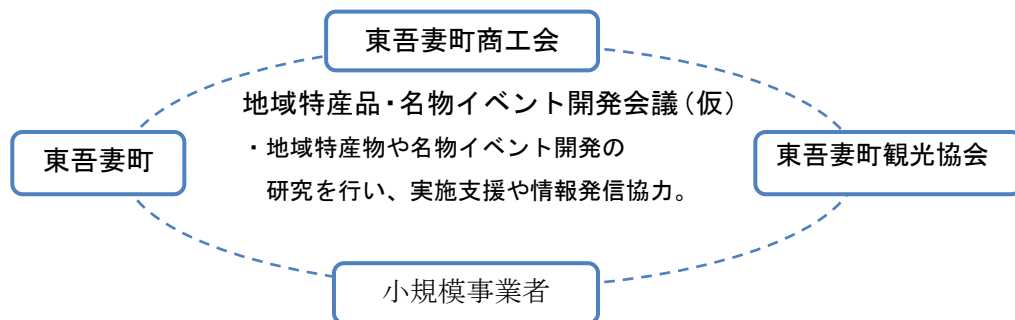 東吾妻町商工会
地域特産品・名物イベント開発会議(仮)
東吾妻町
・地域特産物や名物イベント開発の
研究を行い、実施支援や情報発信協力。
東吾妻町観光協会
小規模事業者